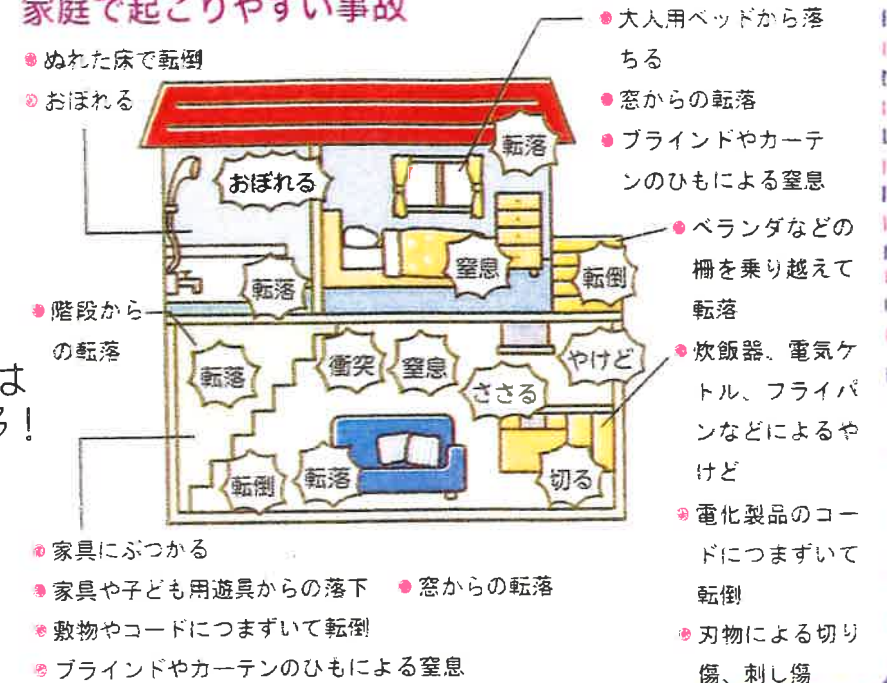 家庭で起こりやすい事故
ぬれた床で転倒
おぼれる
大人用ベッドから落
ちる
窓からの転落
ブラインドやカーテ
ンのひもによる窒息
ベランダなどの
柵を乗り越えて
転落
階段から
の転落
炊飯器、電気ケ
トル、フライパ
ンなどによるや
けど
電化製品のコー
ドにつまずいて
転倒
刃物による切り
傷、刺し傷
転落
おぼれる
窒息
転倒
転落
転落
衝突
窒息
ささる
やけど
転倒
転落
切る
は
る!
家具にぶつかる
家具や子ども用遊具からの落下
窓からの転落
敷物やコードにつまずいて転倒
ブラインドやカーテンのひもによる窒息